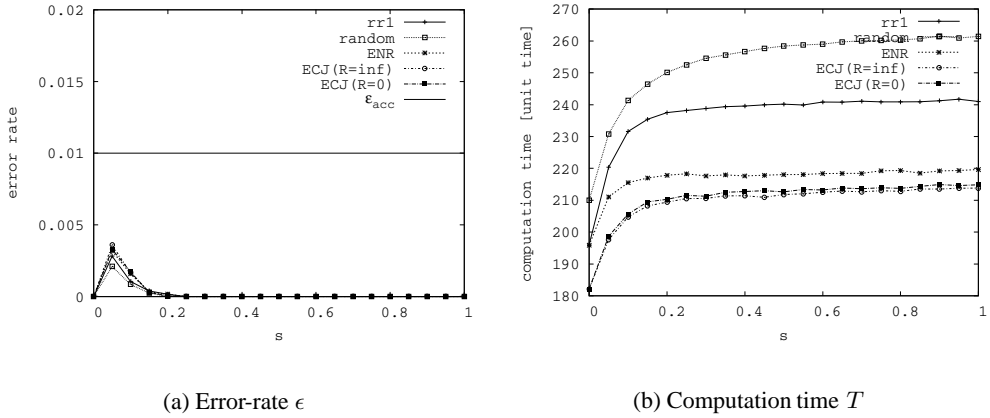 error rate
0.02
0.015
0.01
0.005
0
0 0.2 0.4 0.6 0.8 1
s
rr1
random
ENR
ECJ(R=inf)
ECJ(R=0)
εacc
(a) Error-rate ϵ
computation time [unit time]
270
260
250
240
230
220
210
200
190
180
0 0.2 0.4 0.6 0.8 1
s
rr1
random
ENR
ECJ(R=inf)
ECJ(R=0)
(b) Computation time T